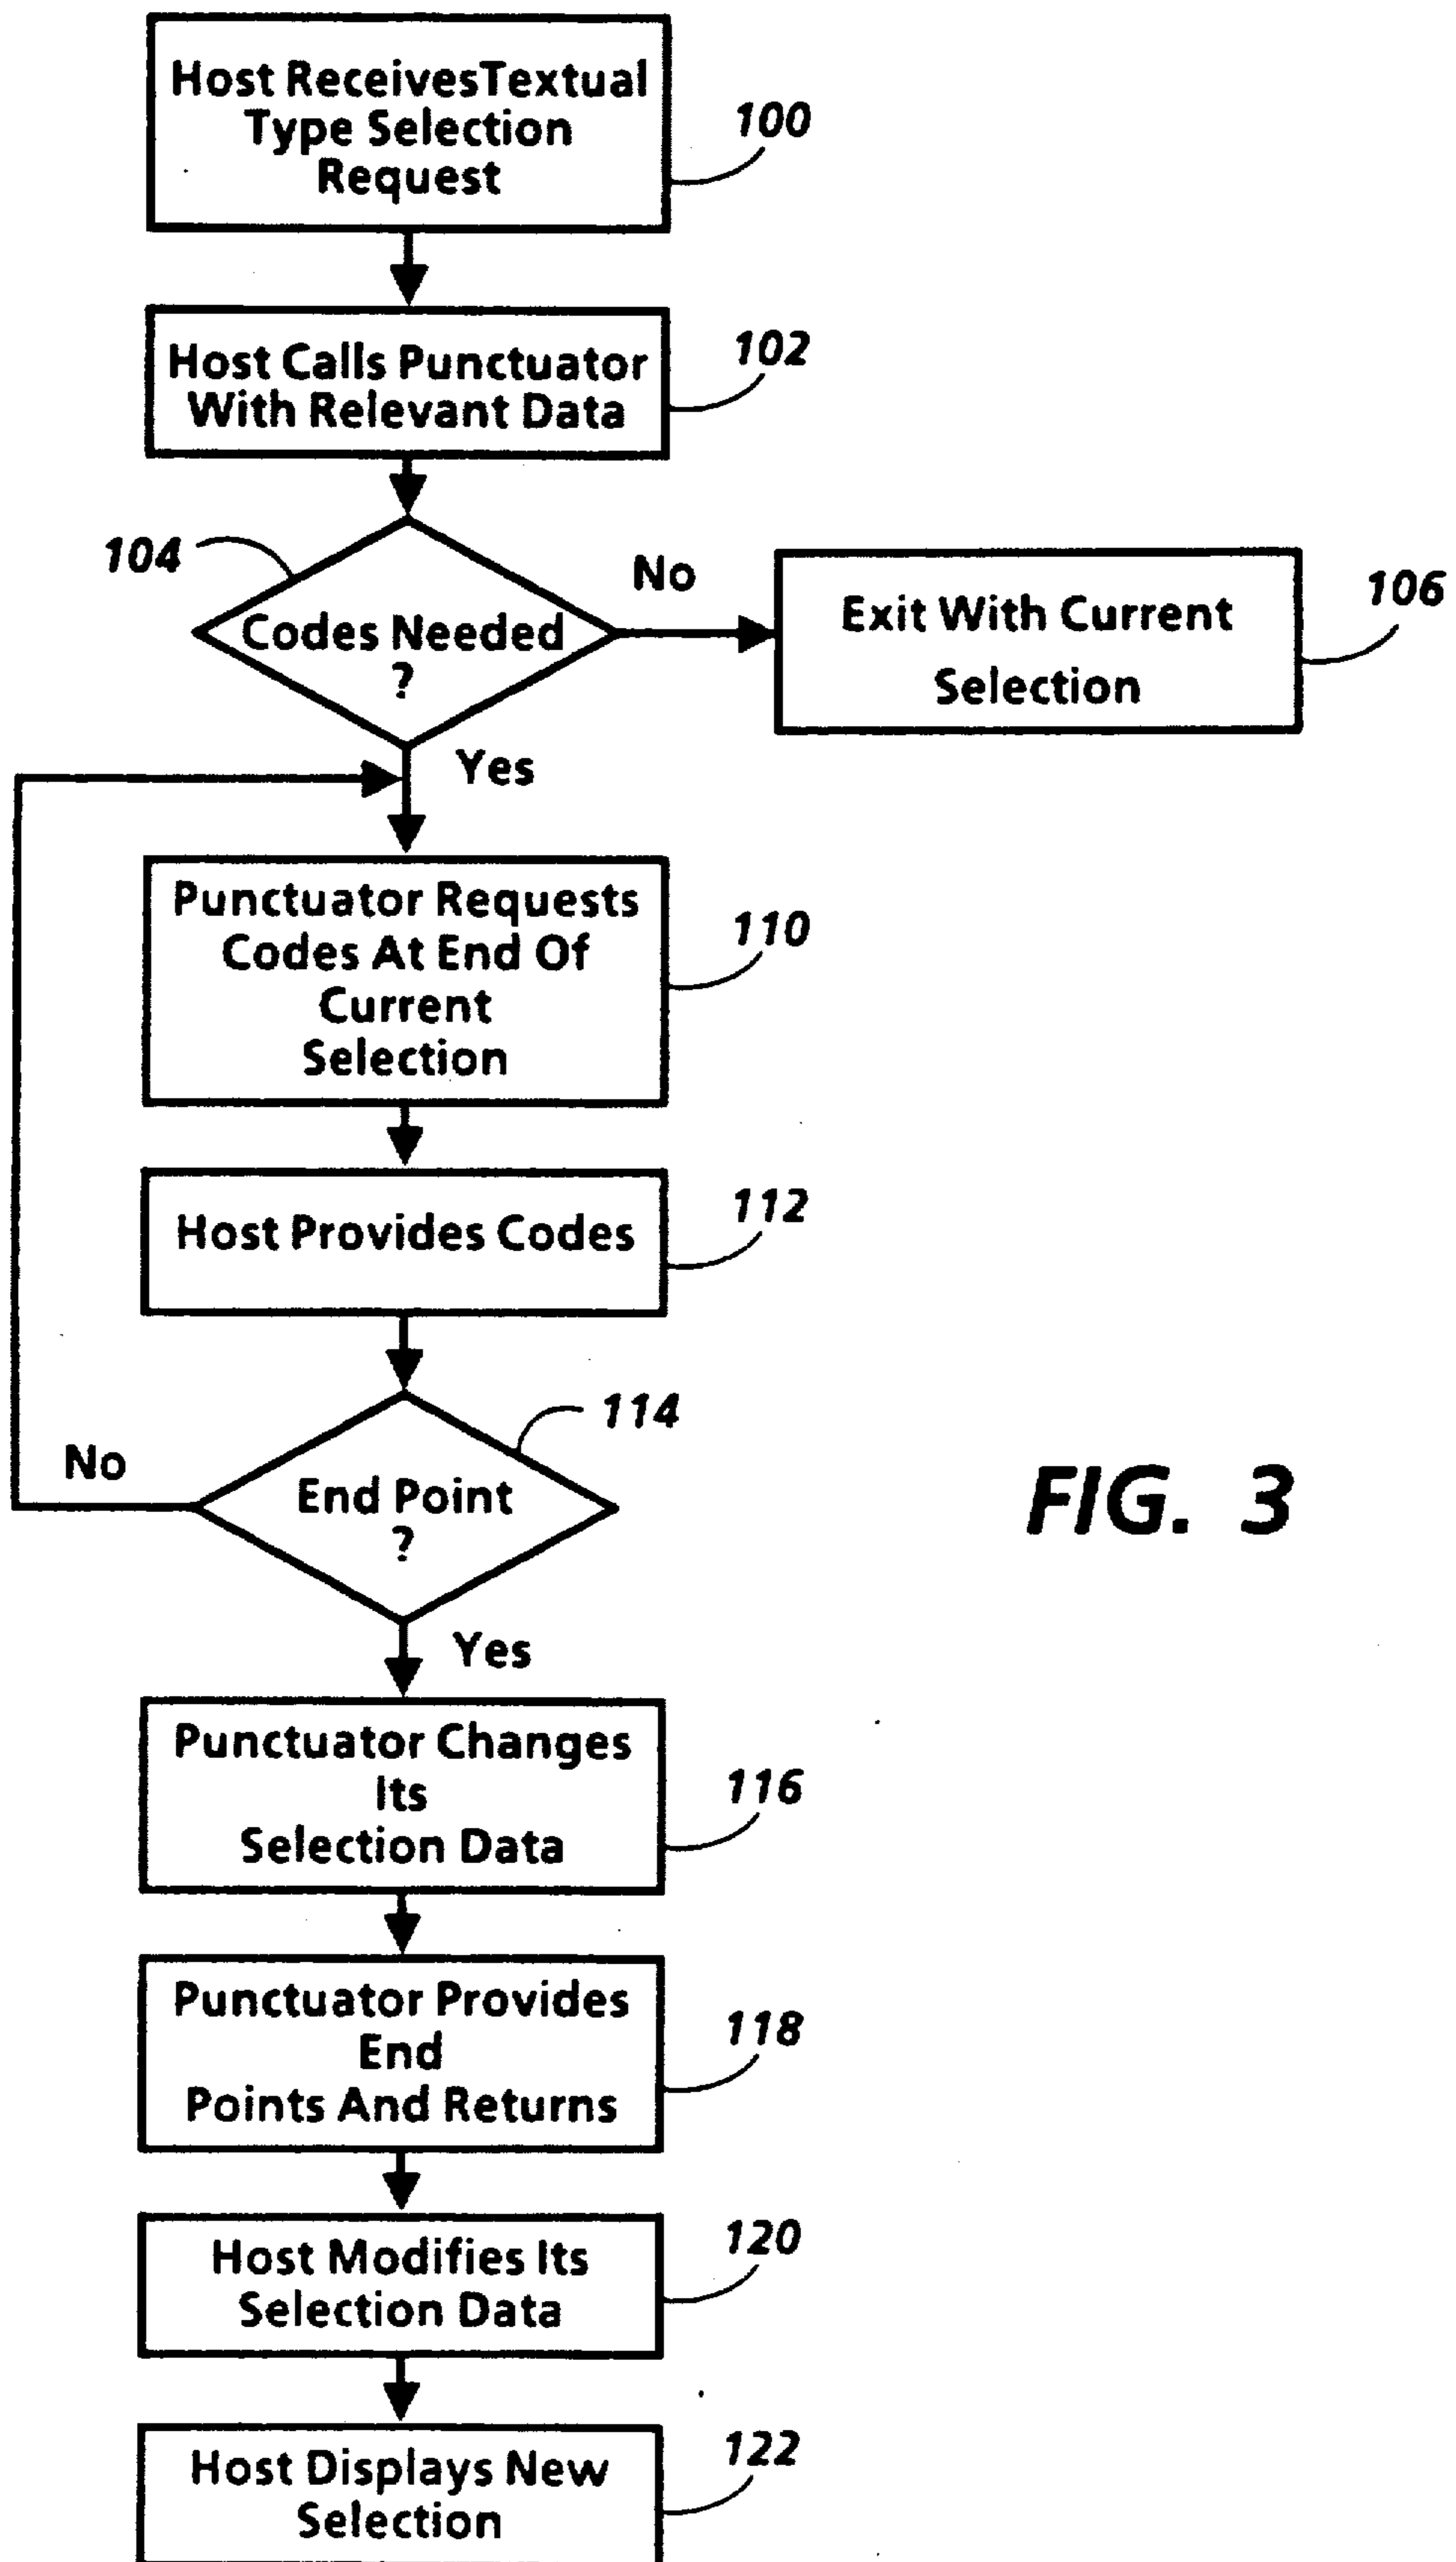 Host ReceivesTextual
Type Selection
Request
100
Host Calls Punctuator
With Relevant Data
102
104
Codes Needed
?
No
Exit With Current
Selection
106
Yes
Punctuator Requests
Codes At End Of
Current
Selection
110
Host Provides Codes
112
114
End Point
?
No
Yes
FIG. 3
Punctuator Changes
Its
Selection Data
116
Punctuator Provides
End
Points And Returns
118
Host Modifies Its
Selection Data
120
Host Displays New
Selection
122